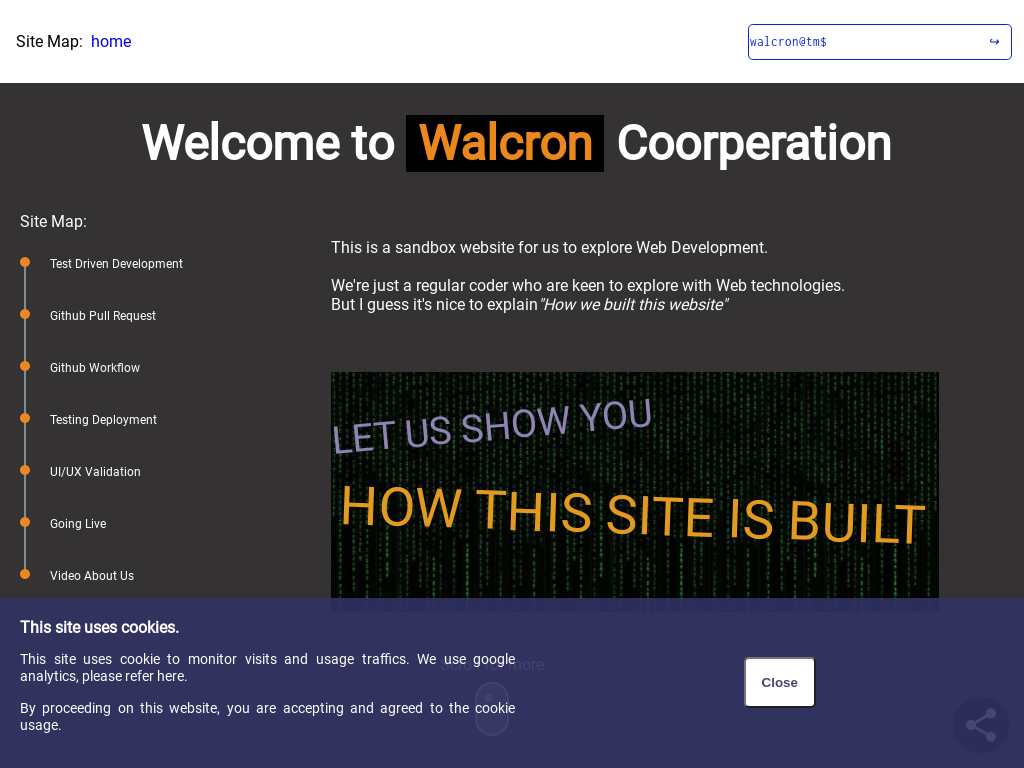 Site Map: home
walcron@tm$
Welcome to Walcron Coorperation
Site Map:
Test Driven Development
Github Pull Request
Github Workflow
Testing Deployment
UI/UX Validation
Going Live
Video About Us
This is a sandbox website for us to explore Web Development.
We're just a regular coder who are keen to explore with Web technologies.
But I guess it's nice to explain"How we built this website"
LET US SHOW YOU
HOW THIS SITE IS BUILT
This site uses cookies.
This site uses cookie to monitor visits and usage traffics. We use google
analytics, please refer here.
By proceeding on this website, you are accepting and agreed to the cookie
usage.
Close